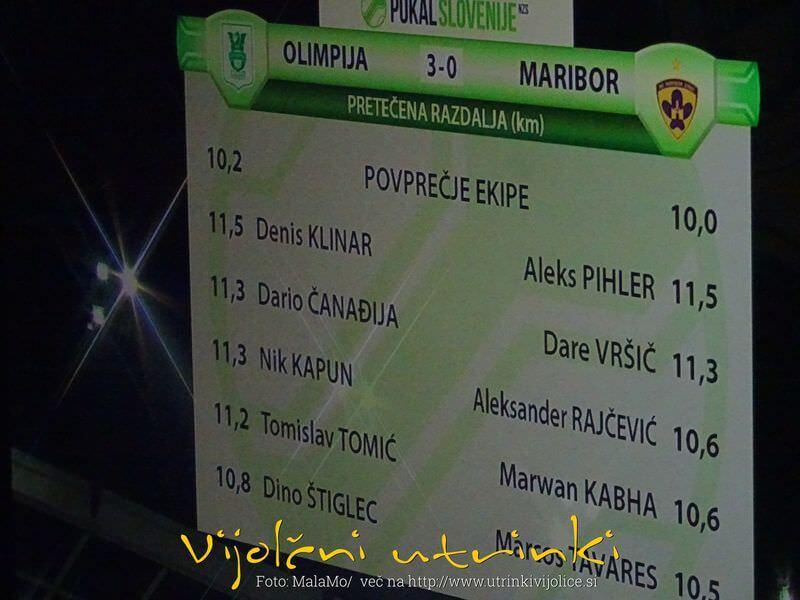 POKAL SLOVENIJE NZS
OLIMPIJA 3-0 MARIBOR
PRETEČENA RAZDALJA (km)
10,2 POVPREČJE EKIPE 10,0
11,5 Denis KLINAR
Aleks PIHLER 11,5
11,3 Dario ČANAĐIJA
Dare VRŠIČ 11,3
11,3 Nik KAPUN
Aleksander RAJČEVIĆ 10,6
11,2 Tomislav TOMIĆ
Marwan KABHA 10,6
10,8 Dino ŠTIGLEC
Marcos TAVARES 10,5
Vijolčni utrinki
Foto: MalaMo/ več na http://www.utrinkivijolice.si